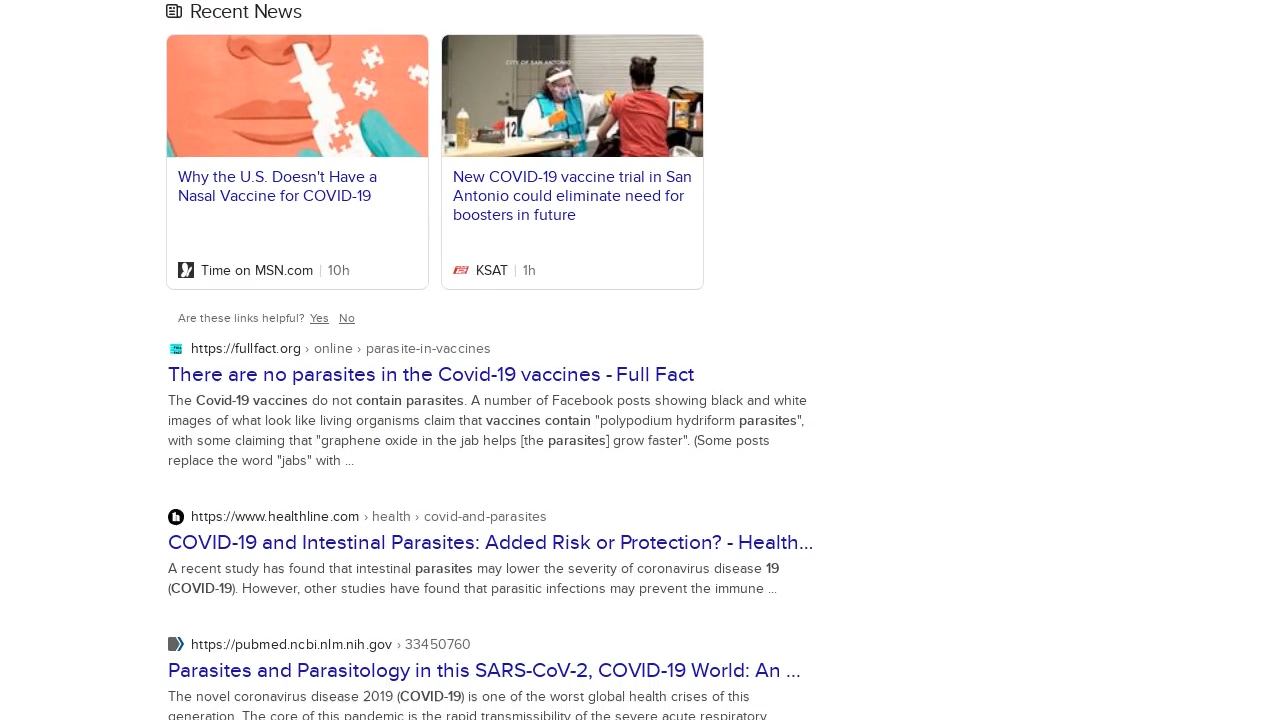 Recent News
CITY OF SAN ANTONIO
12
Why the U.S. Doesn't Have a
Nasal Vaccine for COVID-19
Time on MSN.com | 10h
New COVID-19 vaccine trial in San
Antonio could eliminate need for
boosters in future
KSAT | 1h
Are these links helpful? Yes No
https://fullfact.org › online › parasite-in-vaccines
There are no parasites in the Covid-19 vaccines - Full Fact
The Covid-19 vaccines do not contain parasites. A number of Facebook posts showing black and white
images of what look like living organisms claim that vaccines contain "polypodium hydriform parasites",
with some claiming that "graphene oxide in the jab helps [the parasites] grow faster". (Some posts
replace the word "jabs" with ...
https://www.healthline.com › health › covid-and-parasites
COVID-19 and Intestinal Parasites: Added Risk or Protection? - Health...
A recent study has found that intestinal parasites may lower the severity of coronavirus disease 19
(COVID-19). However, other studies have found that parasitic infections may prevent the immune ...
https://pubmed.ncbi.nlm.nih.gov › 33450760
Parasites and Parasitology in this SARS-CoV-2, COVID-19 World: An ...
The novel coronavirus disease 2019 (COVID-19) is one of the worst global health crises of this
generation. The core of this pandemic is the rapid transmissibility of the severe acute respiratory